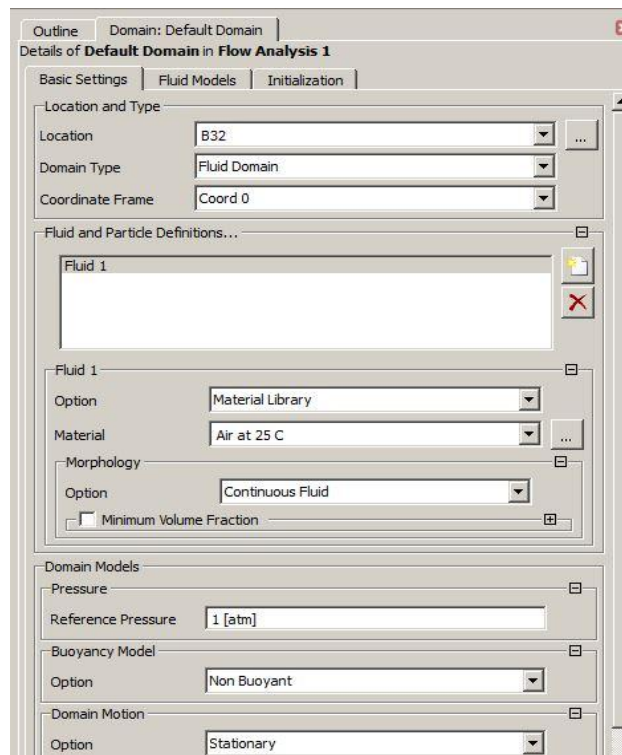 Outline Domain: Default Domain
Details of Default Domain in Flow Analysis 1
Basic Settings Fluid Models Initialization
Location and Type
Location B32 ...
Domain Type Fluid Domain
Coordinate Frame Coord 0
Fluid and Particle Definitions...
Fluid 1
Fluid 1
Option Material Library
Material Air at 25 C ...
Morphology
Option Continuous Fluid
Minimum Volume Fraction
Domain Models
Pressure
Reference Pressure 1 [atm]
Buoyancy Model
Option Non Buoyant
Domain Motion
Option Stationary